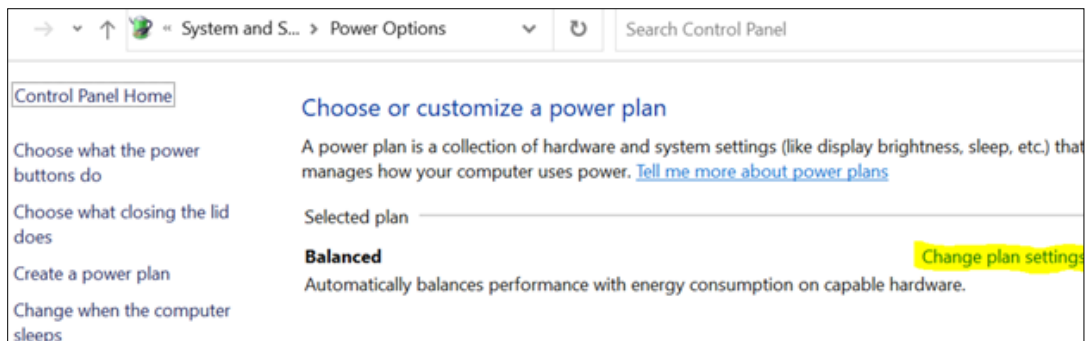 « System and S... > Power Options
Search Control Panel
Control Panel Home
Choose what the power
buttons do
Choose what closing the lid
does
Create a power plan
Change when the computer
sleeps
Choose or customize a power plan
A power plan is a collection of hardware and system settings (like display brightness, sleep, etc.) that
manages how your computer uses power. Tell me more about power plans
Selected plan
Balanced
Change plan settings
Automatically balances performance with energy consumption on capable hardware.